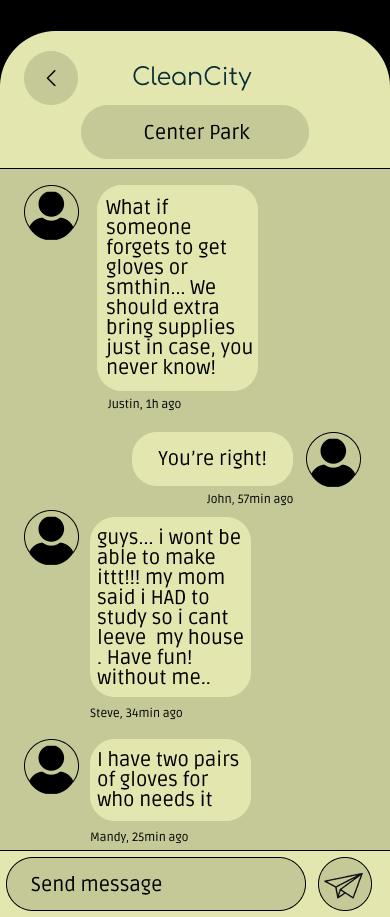 CleanCity
Center Park
What if
someone
forgets to get
gloves or
smthin... We
should extra
bring supplies
just in case, you
never know!
Justin, 1h ago
You're right!
John, 57min ago
guys... i wont be
able to make
ittt!!! my mom
said i HAD to
study so i cant
leeve  my house
. Have fun!
without me..
Steve, 34min ago
I have two pairs
of gloves for
who needs it
Mandy, 25min ago
Send message